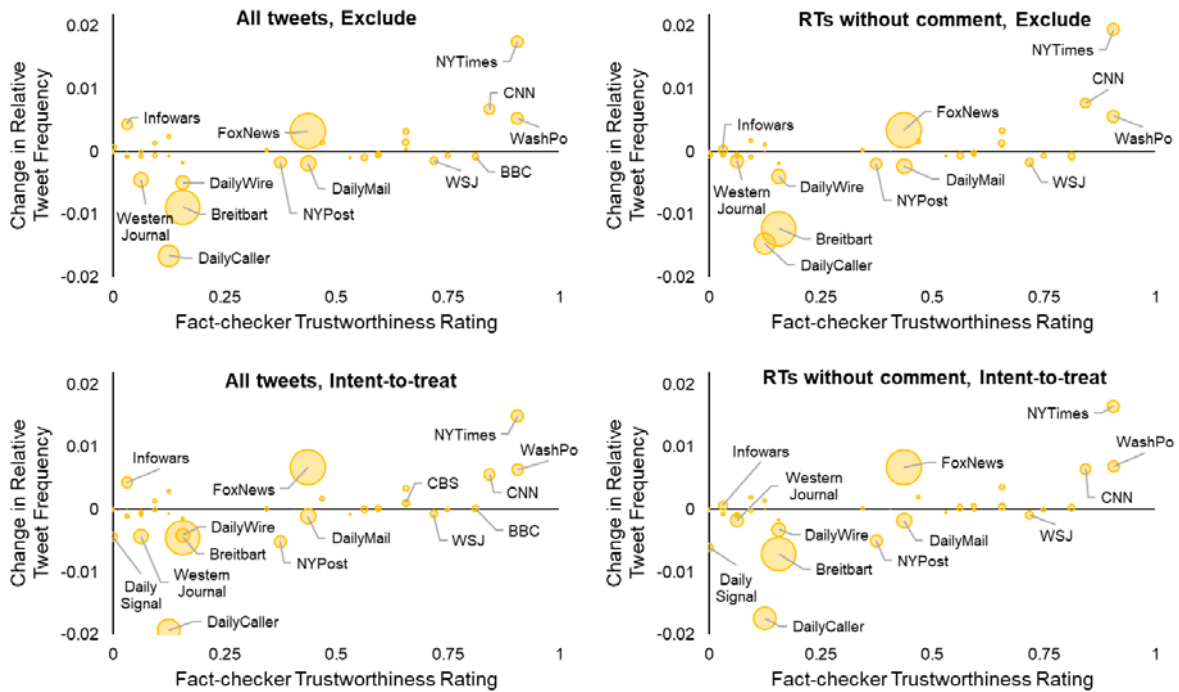 All tweets, Exclude
Change in Relative
Tweet Frequency
0.02
0.01
0
-0.01
-0.02
NYTimes
CNN
WashPo
Infowars
FoxNews
DailyWire
Western
Journal
Breitbart
DailyCaller
NYPost
DailyMail
WSJ
BBC
0
0.25
0.5
0.75
1
Fact-checker Trustworthiness Rating
RTs without comment, Exclude
Change in Relative
Tweet Frequency
0.02
0.01
0
-0.01
-0.02
NYTimes
CNN
WashPo
FoxNews
Infowars
Western
Journal
DailyWire
Breitbart
DailyCaller
NYPost
DailyMail
WSJ
0
0.25
0.5
0.75
1
Fact-checker Trustworthiness Rating
All tweets, Intent-to-treat
Change in Relative
Tweet Frequency
0.02
0.01
0
-0.01
-0.02
NYTimes
WashPo
Infowars
FoxNews
CBS
CNN
DailyWire
Breitbart
DailyMail
WSJ
BBC
NYPost
Daily
Signal
Western
Journal
DailyCaller
0
0.25
0.5
0.75
1
Fact-checker Trustworthiness Rating
RTs without comment, Intent-to-treat
Change in Relative
Tweet Frequency
0.02
0.01
0
-0.01
-0.02
NYTimes
WashPo
Infowars
Western
Journal
FoxNews
CNN
DailyWire
Breitbart
DailyMail
WSJ
NYPost
Daily
Signal
DailyCaller
0
0.25
0.5
0.75
1
Fact-checker Trustworthiness Rating